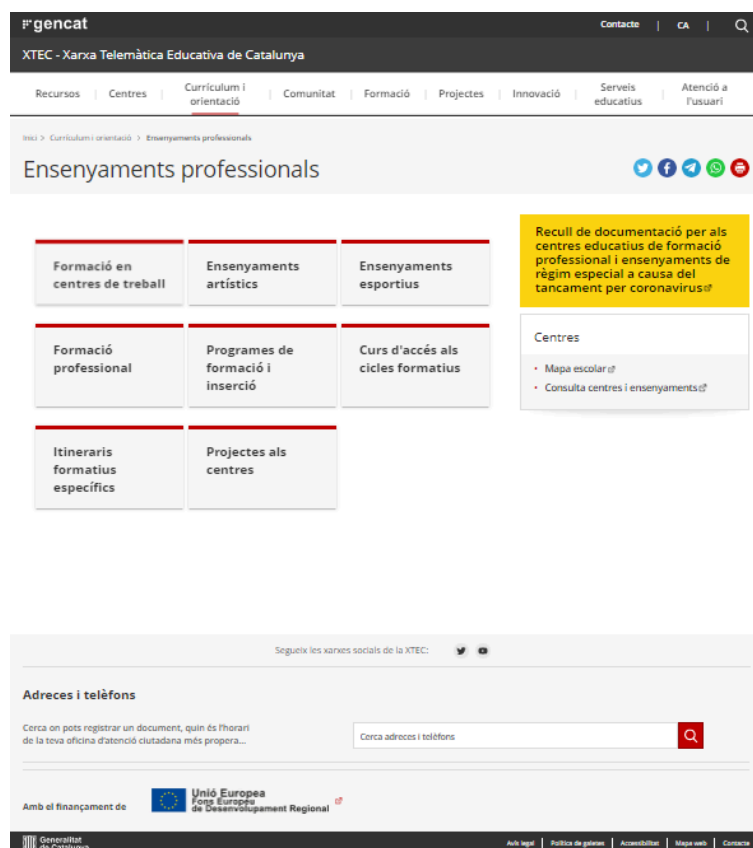 gencat
Contacte | CA |
XTEC - Xarxa Telemàtica Educativa de Catalunya
Recursos | Centres | Currículum i orientació | Comunitat | Formació | Projectes | Innovació | Serveis educatius | Atenció a l'usuari
Inici > Currículum i orientació > Ensenyaments professionals
Ensenyaments professionals
Formació en
centres de treball
Ensenyaments
artístics
Ensenyaments
esportius
Formació
professional
Programes de
formació i
inserció
Curs d'accés als
cicles formatius
Itineraris
formatius
específics
Projectes als
centres
Recull de documentació per als
centres educatius de formació
professional i ensenyaments de
règim especial a causa del
tancament per coronavirus
Centres
Mapa escolar
Consulta centres i ensenyaments
Segueix les xarxes socials de la XTEC:
Adreces i telèfons
Cerca on pots registrar un document, quin és l'horari
de la teva oficina d'atenció ciutadana més propera...
Cerca adreces i telèfons
Amb el finançament de
Unió Europea
Fons Europeu
de Desenvolupament Regional
Generalitat
de Catalunya
Avís legal | Política de galetes | Accessibilitat | Mapa web | Contacte